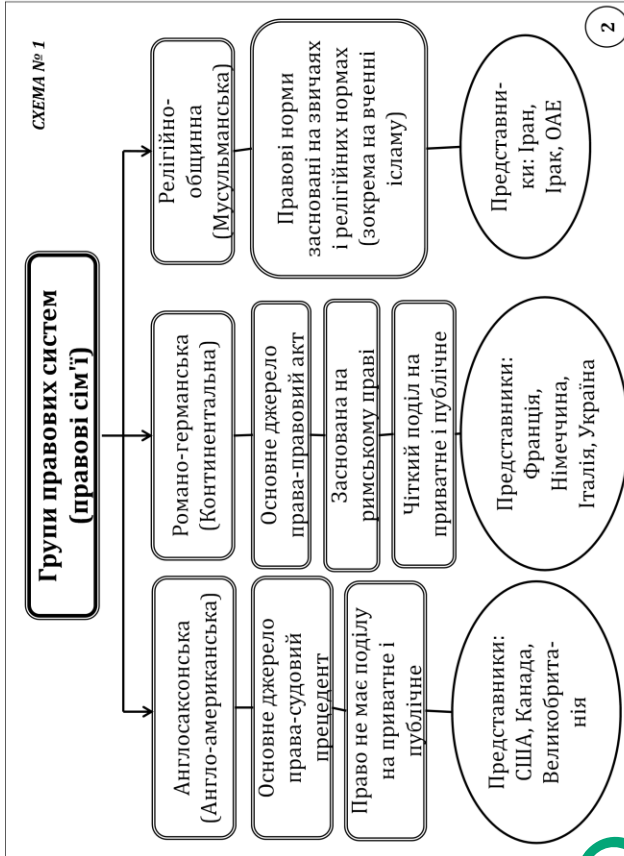 СХЕМА № 1
Групи правових систем
(правові сім'ї)
Англосаксонська
(Англо-американська)
Основне джерело
права-судовий
прецедент
Право не має поділу
на приватне і
публічне
Представники:
США, Канада,
Великобрита-
нія
Романо-германська
(Континентальна)
Основне джерело
права-правовий акт
Заснована на
римському праві
Чіткий поділ на
приватне і публічне
Представники:
Франція,
Німеччина,
Італія, Україна
Релігійно-
общинна
(Мусульманська)
Правові норми
засновані на звичаях
і релігійних нормах
(зокрема на вченні
ісламу)
Представни-
ки: Іран,
Ірак, ОАЕ
2